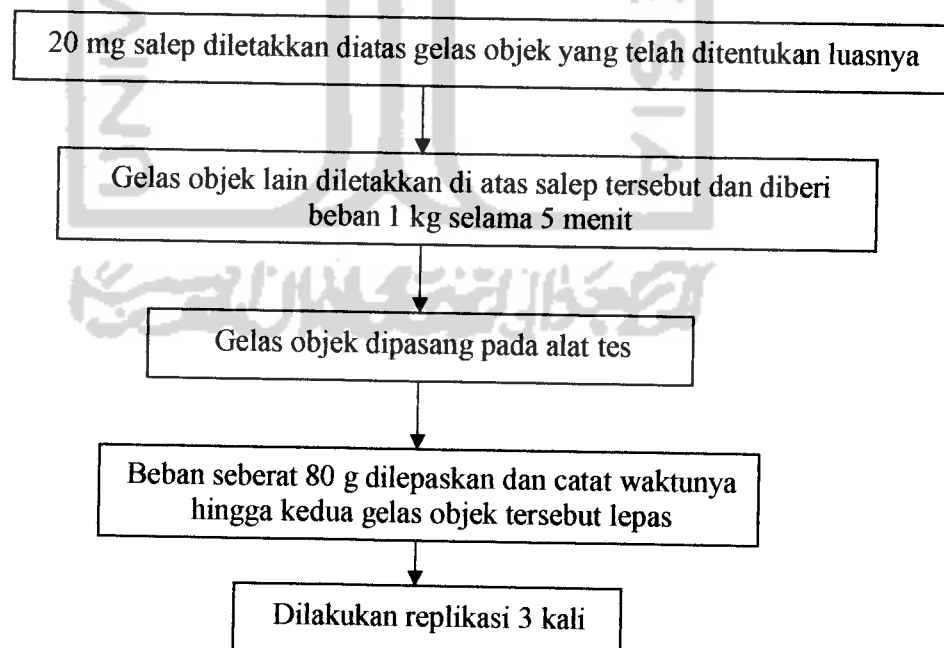 20 mg salep diletakkan diatas gelas objek yang telah ditentukan luasnya
Gelas objek lain diletakkan di atas salep tersebut dan diberi
beban 1 kg selama 5 menit
Gelas objek dipasang pada alat tes
Beban seberat 80 g dilepaskan dan catat waktunya
hingga kedua gelas objek tersebut lepas
Dilakukan replikasi 3 kali